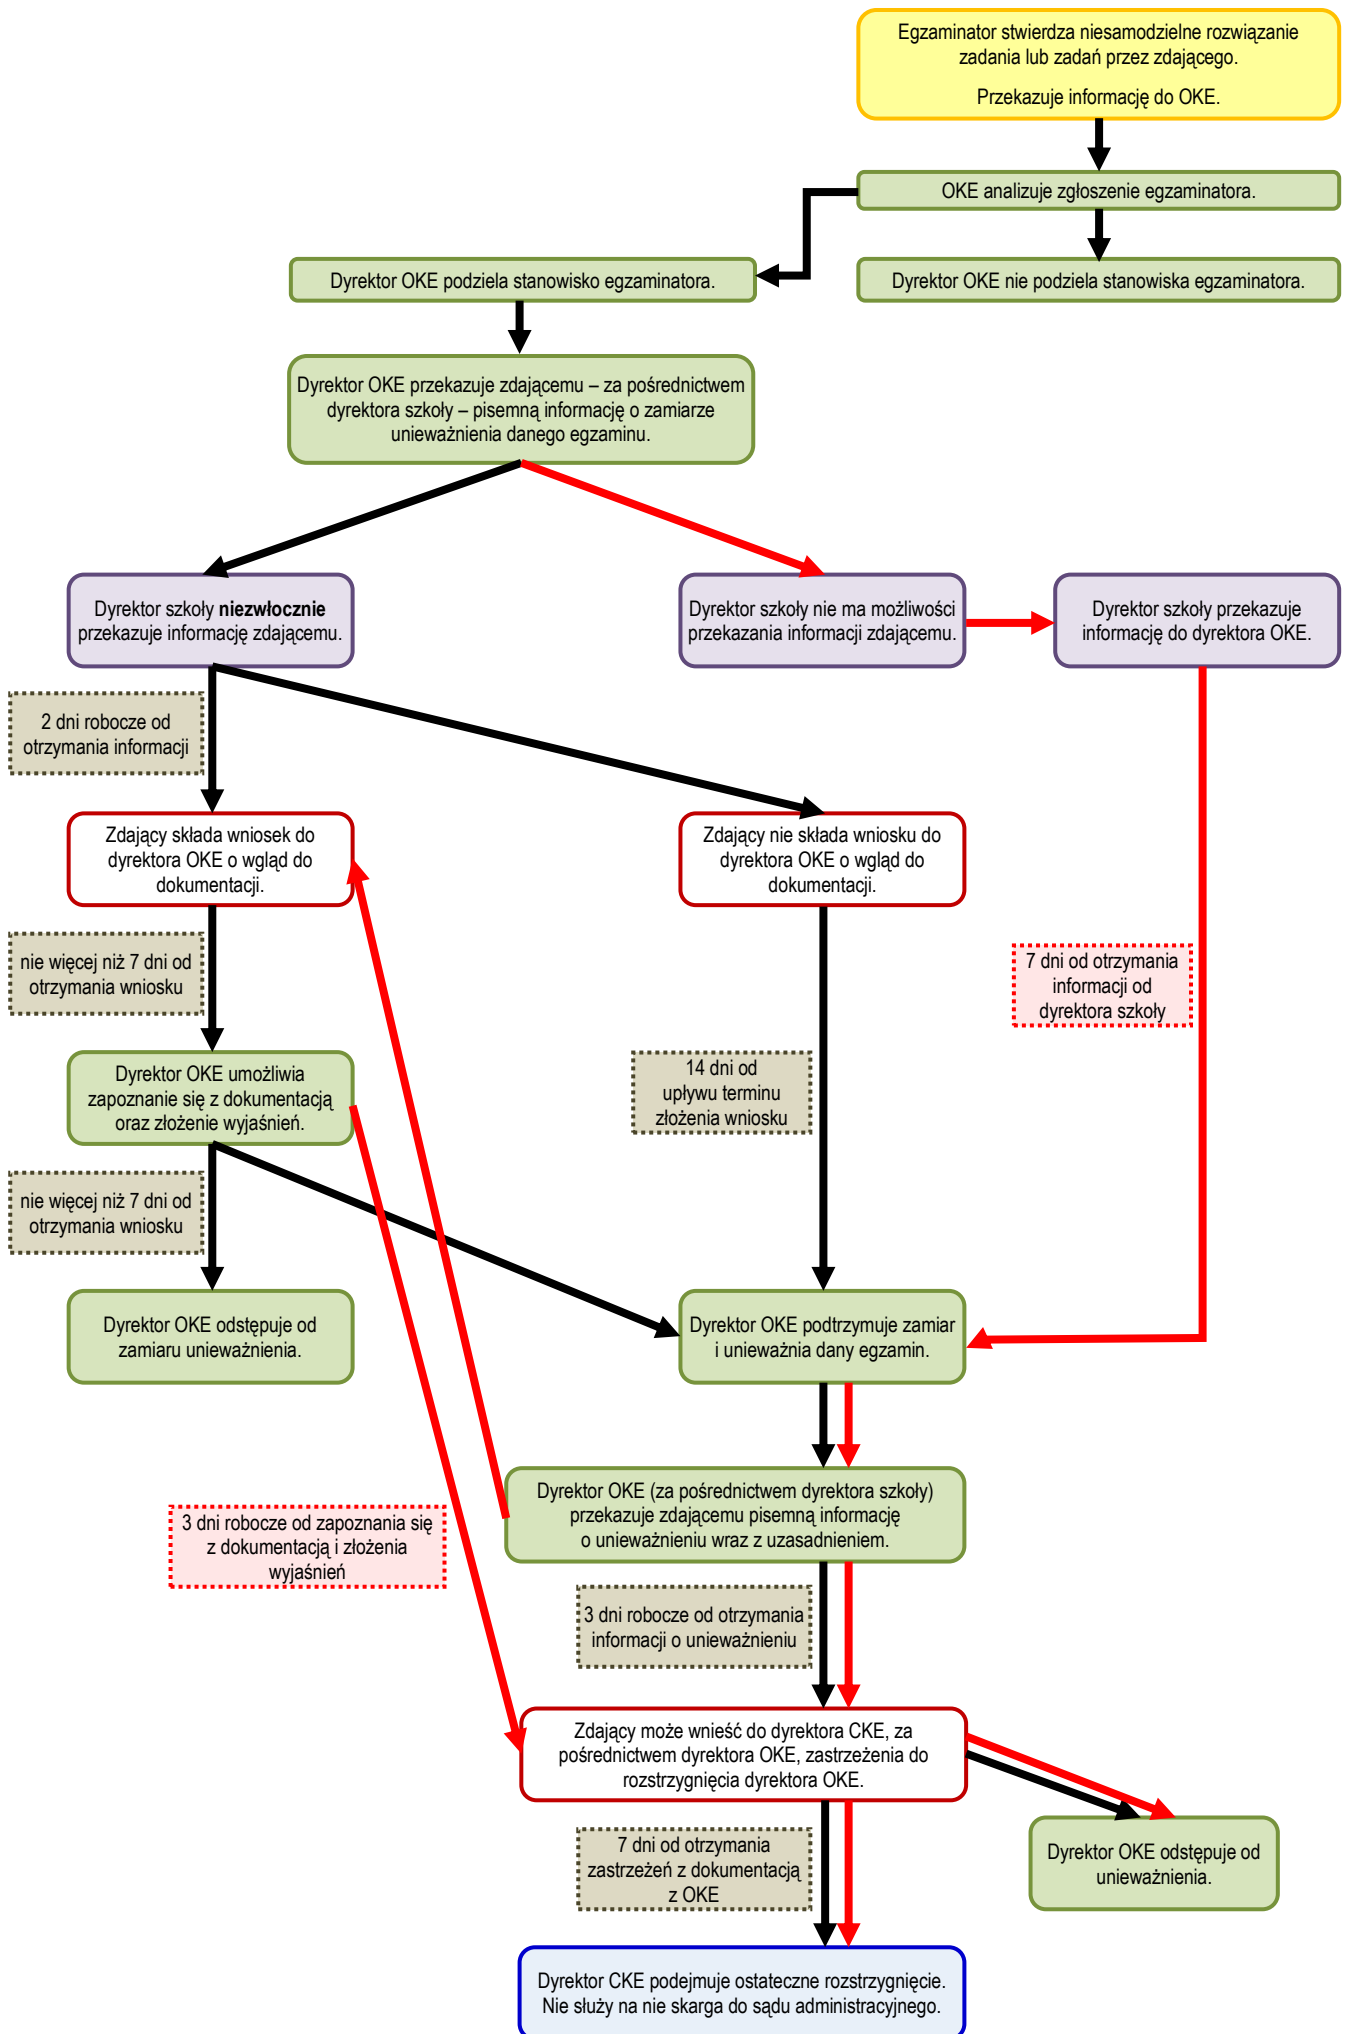 Egzaminator stwierdza niesamodzielne rozwiązanie
zadania lub zadań przez zdającego.
Przekazuje informację do OKE.
OKE analizuje zgłoszenie egzaminatora.
Dyrektor OKE podziela stanowisko egzaminatora.
Dyrektor OKE nie podziela stanowiska egzaminatora.
Dyrektor OKE przekazuje zdającemu – za pośrednictwem
dyrektora szkoły – pisemną informację o zamiarze
unieważnienia danego egzaminu.
Dyrektor szkoły niezwłocznie
przekazuje informację zdającemu.
Dyrektor szkoły nie ma możliwości
przekazania informacji zdającemu.
Dyrektor szkoły przekazuje
informację do dyrektora OKE.
2 dni robocze od
otrzymania informacji
Zdający składa wniosek do
dyrektora OKE o wgląd do
dokumentacji.
Zdający nie składa wniosku do
dyrektora OKE o wgląd do
dokumentacji.
nie więcej niż 7 dni od
otrzymania wniosku
7 dni od otrzymania
informacji od
dyrektora szkoły
Dyrektor OKE umożliwia
zapoznanie się z dokumentacją
oraz złożenie wyjaśnień.
14 dni od
upływu terminu
złożenia wniosku
nie więcej niż 7 dni od
otrzymania wniosku
Dyrektor OKE odstępuje od
zamiaru unieważnienia.
Dyrektor OKE podtrzymuje zamiar
i unieważnia dany egzamin.
Dyrektor OKE (za pośrednictwem dyrektora szkoły)
przekazuje zdającemu pisemną informację
o unieważnieniu wraz z uzasadnieniem.
3 dni robocze od zapoznania się
z dokumentacją i złożenia
wyjaśnień
3 dni robocze od otrzymania
informacji o unieważnieniu
Zdający może wnieść do dyrektora CKE, za
pośrednictwem dyrektora OKE, zastrzeżenia do
rozstrzygnięcia dyrektora OKE.
7 dni od otrzymania
zastrzeżeń z dokumentacją
z OKE
Dyrektor OKE odstępuje od
unieważnienia.
Dyrektor CKE podejmuje ostateczne rozstrzygnięcie.
Nie służy na nie skarga do sądu administracyjnego.